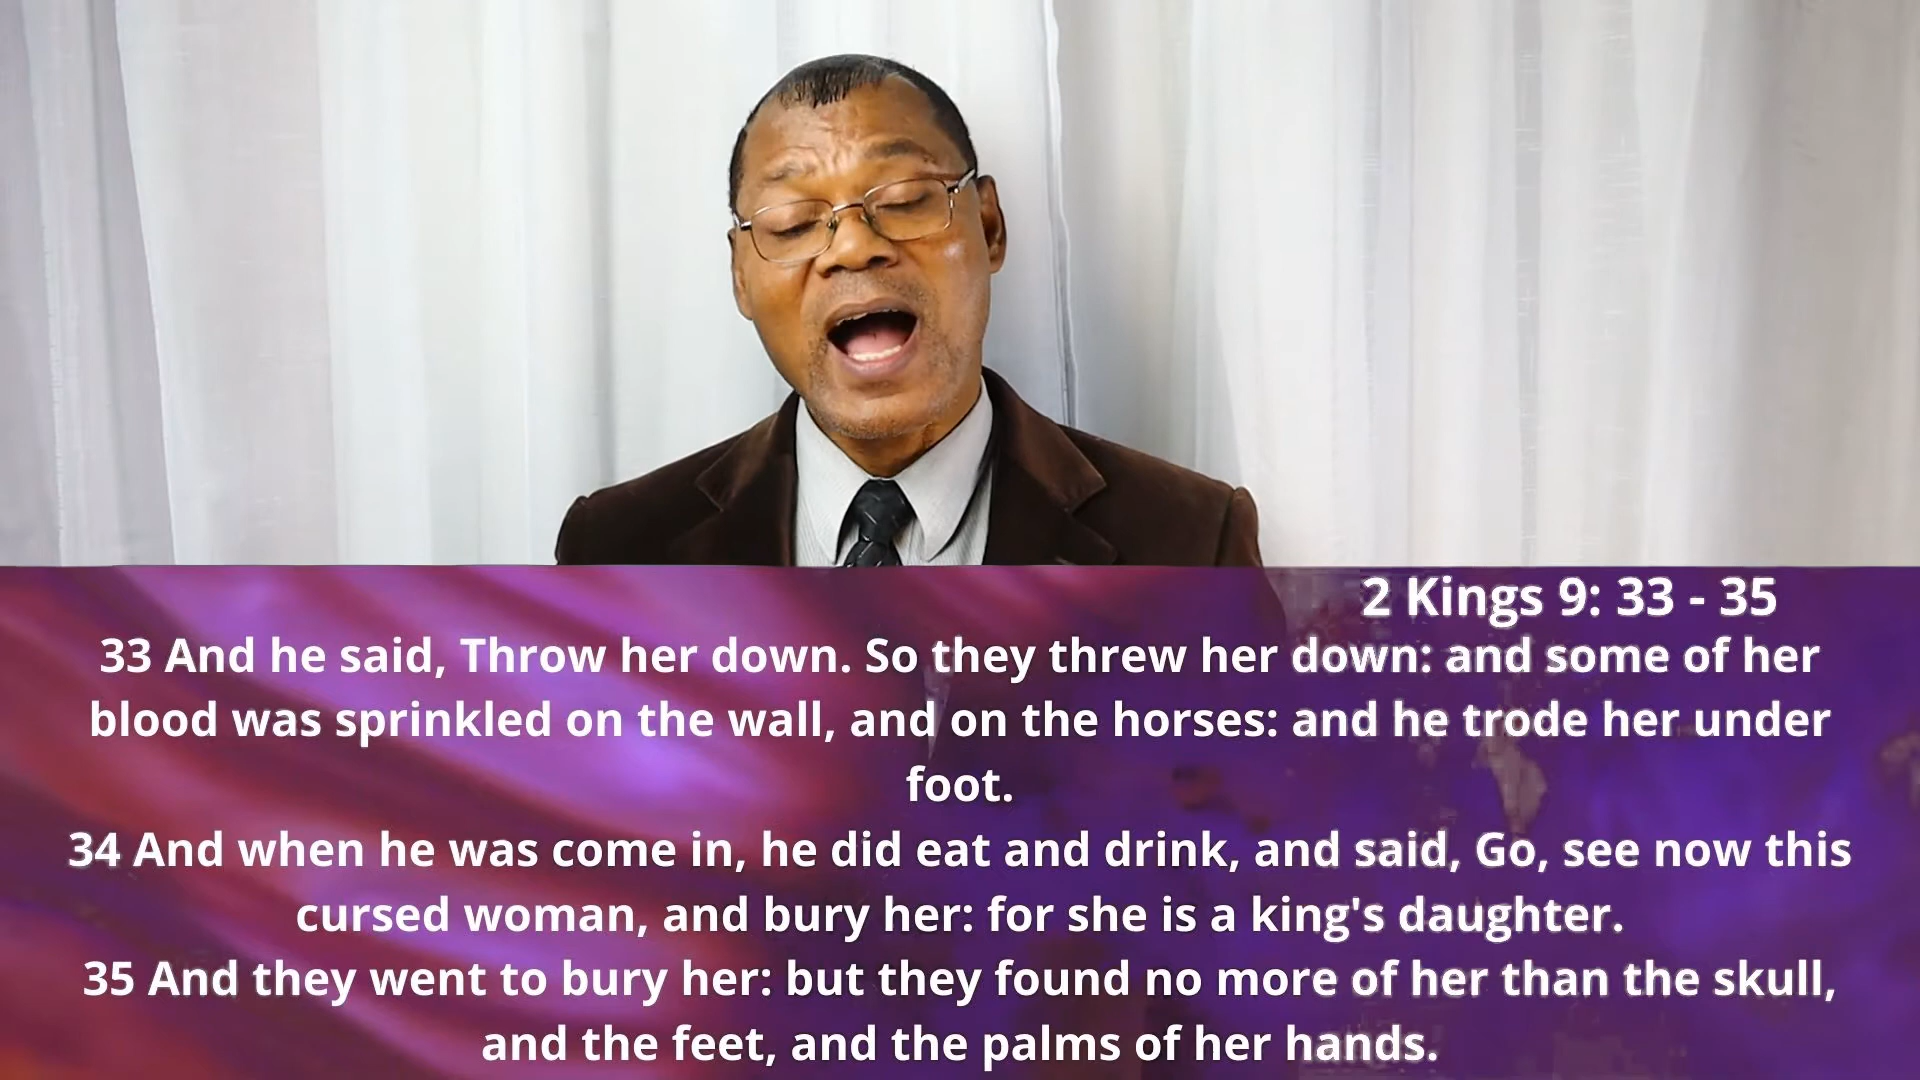 2 Kings 9: 33 - 35
33 And he said, Throw her down. So they threw her down: and some of her
blood was sprinkled on the wall, and on the horses: and he trode her under
foot.
34 And when he was come in, he did eat and drink, and said, Go, see now this
cursed woman, and bury her: for she is a king's daughter.
35 And they went to bury her: but they found no more of her than the skull,
and the feet, and the palms of her hands.